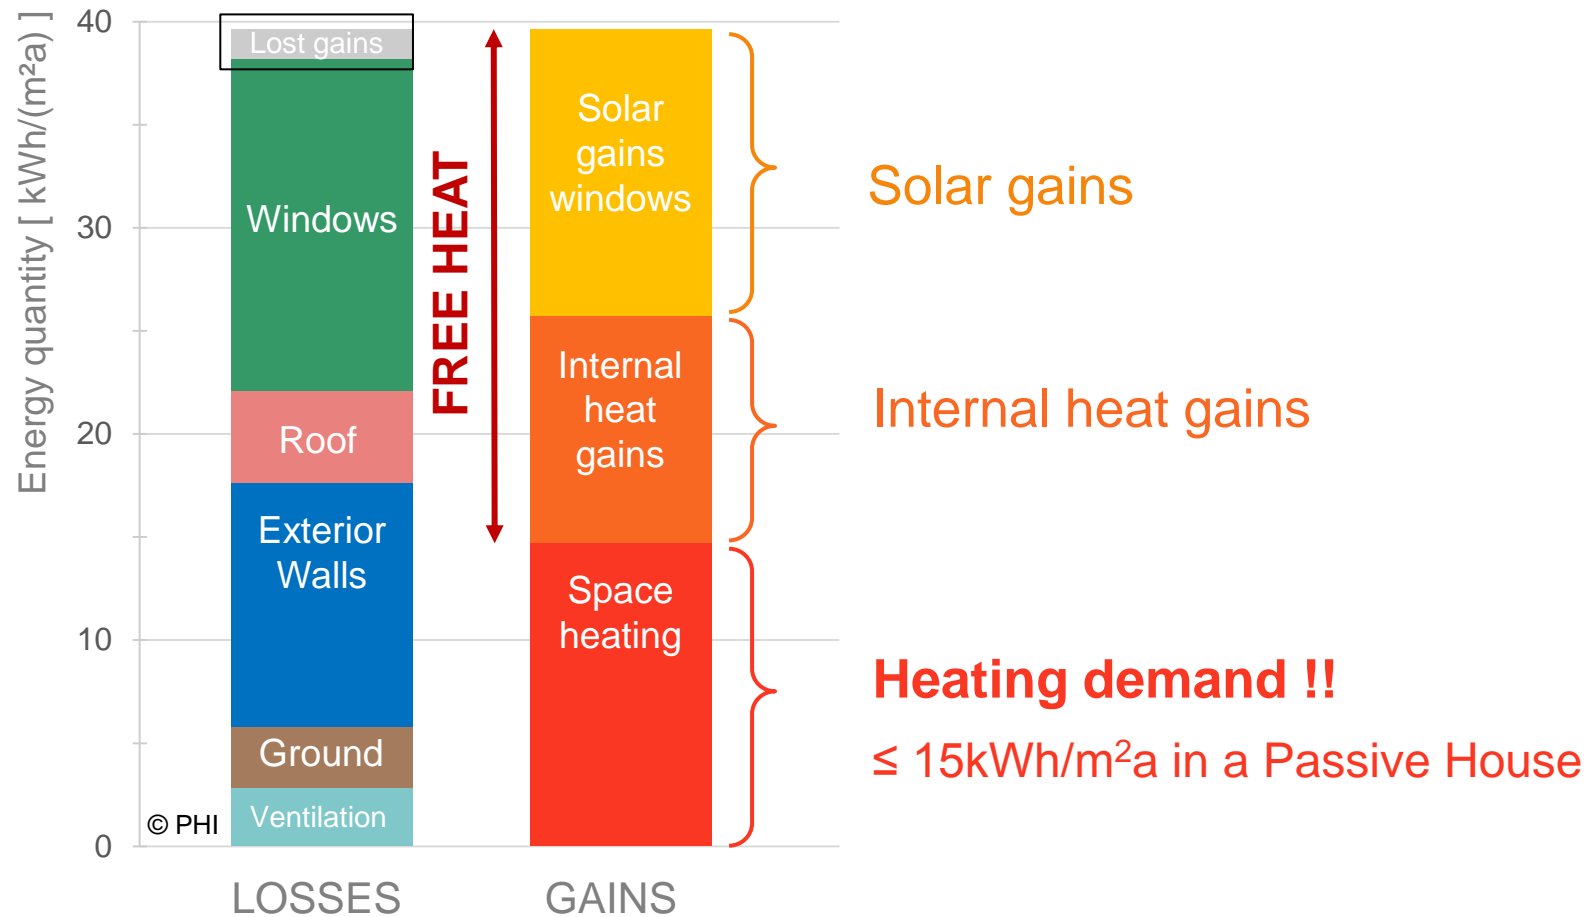 Energy quantity [ kWh/(m²a) ]
40
30
20
10
0
Lost gains
Windows
Roof
Exterior
Walls
Ground
Ventilation
© PHI
LOSSES
FREE HEAT
Solar
gains
windows
Internal
heat
gains
Space
heating
GAINS
Solar gains
Internal heat gains
Heating demand !!
≤ 15kWh/m²a in a Passive House